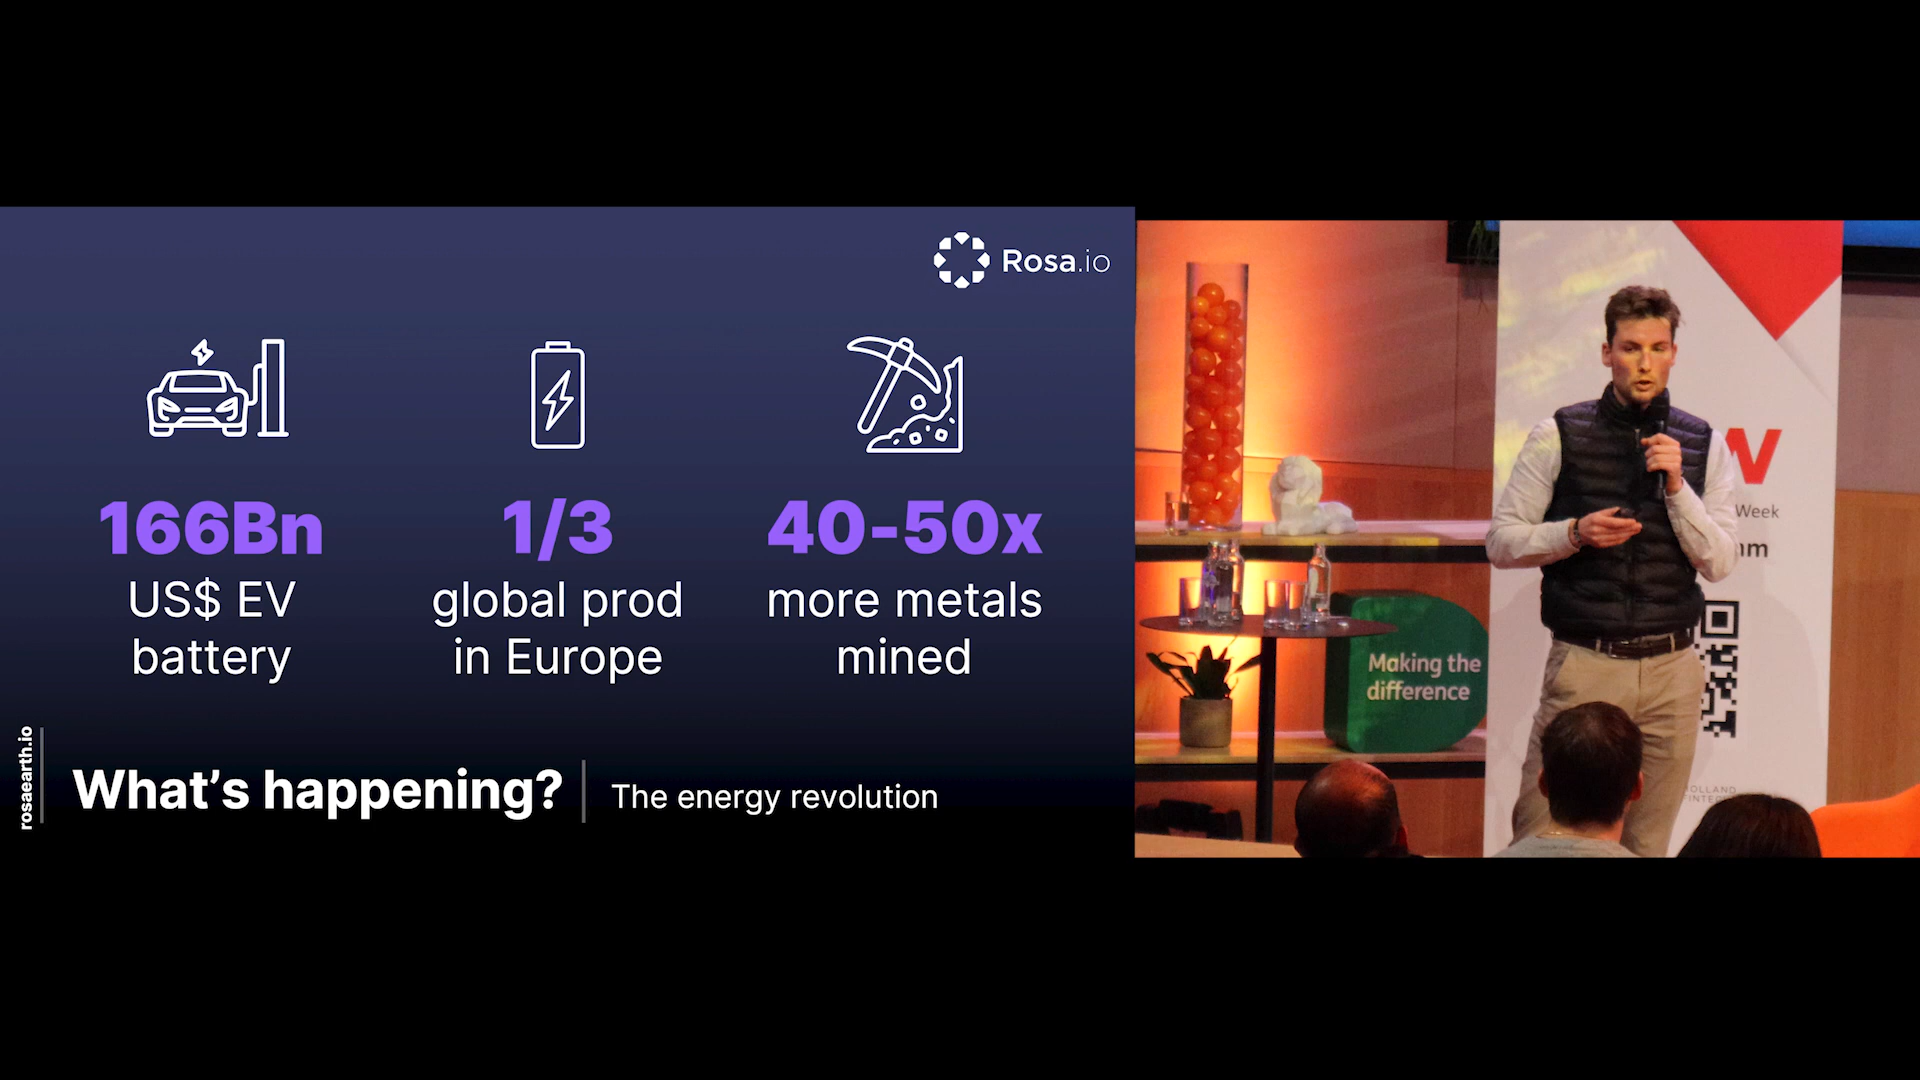 Rosa.io
166Bn
US$ EV
battery
1/3
global prod
in Europe
40-50x
more metals
mined
rosaearth.io
What's happening?
The energy revolution
Week
Making the
difference